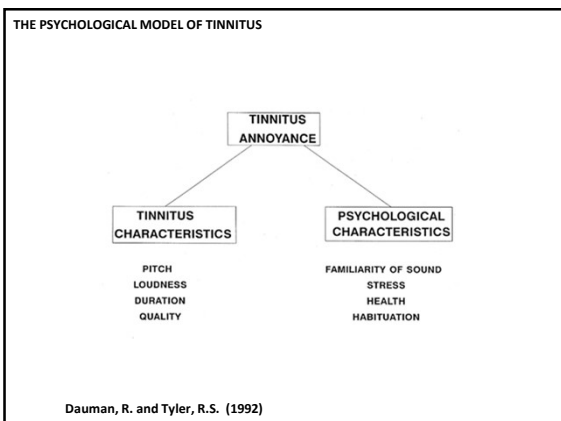 THE PSYCHOLOGICAL MODEL OF TINNITUS
TINNITUS
ANNOYANCE
TINNITUS
CHARACTERISTICS
PITCH
LOUDNESS
DURATION
QUALITY
PSYCHOLOGICAL
CHARACTERISTICS
FAMILIARITY OF SOUND
STRESS
HEALTH
HABITUATION
Dauman, R. and Tyler, R.S. (1992)